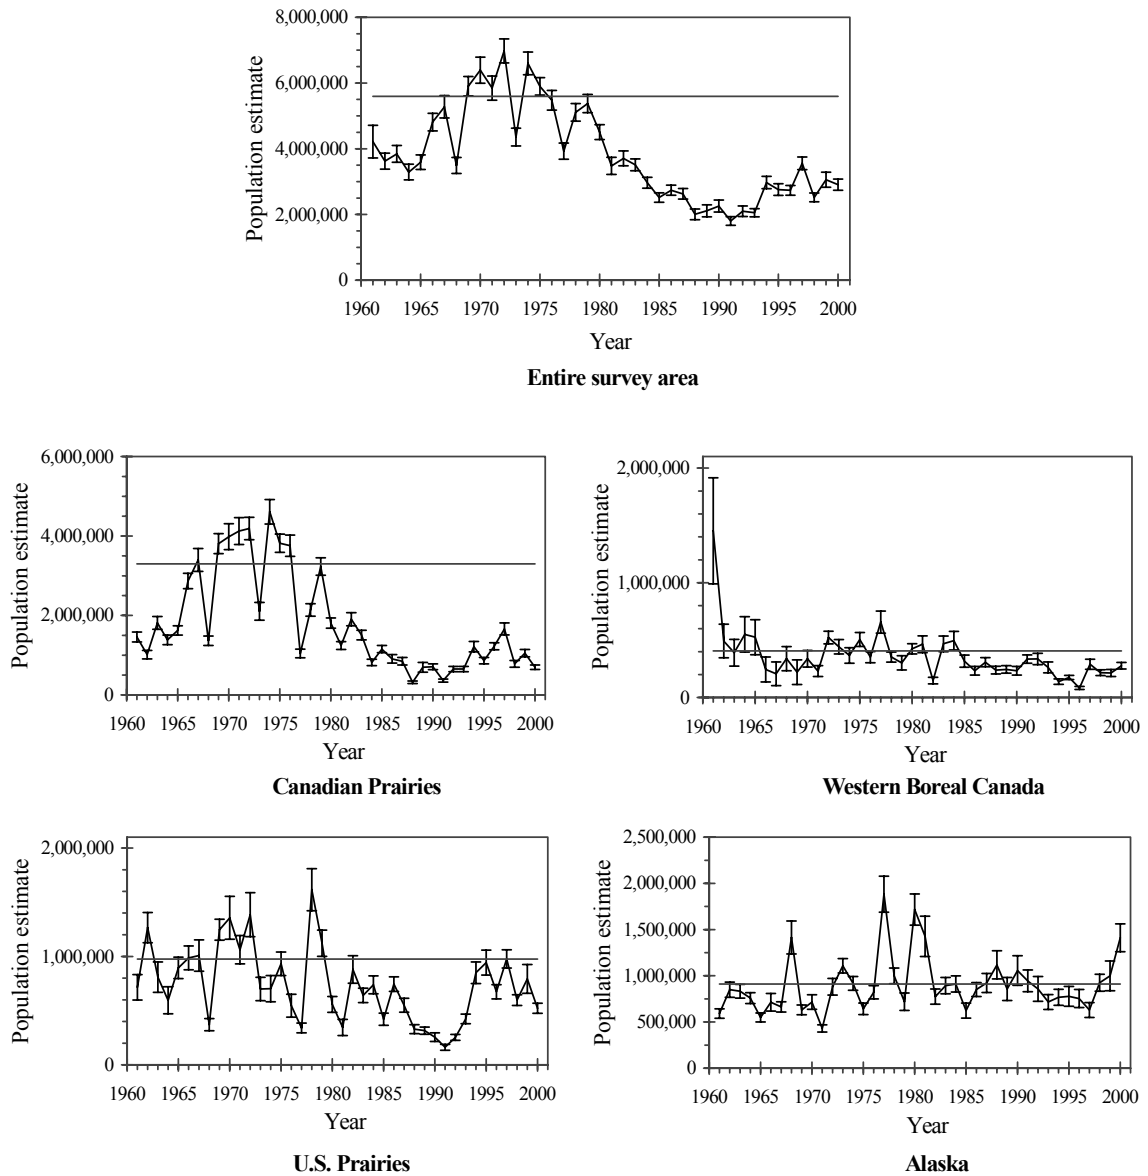 8,000,000
6,000,000
4,000,000
2,000,000
0
Population estimate
1960 1965 1970 1975 1980 1985 1990 1995 2000
Year
Entire survey area
6,000,000
4,000,000
2,000,000
0
Population estimate
1960 1965 1970 1975 1980 1985 1990 1995 2000
Year
Canadian Prairies
2,000,000
1,000,000
0
Population estimate
1960 1965 1970 1975 1980 1985 1990 1995 2000
Year
Western Boreal Canada
2,000,000
1,000,000
0
Population estimate
1960 1965 1970 1975 1980 1985 1990 1995 2000
Year
U.S. Prairies
2,500,000
2,000,000
1,500,000
1,000,000
500,000
0
Population estimate
1960 1965 1970 1975 1980 1985 1990 1995 2000
Year
Alaska